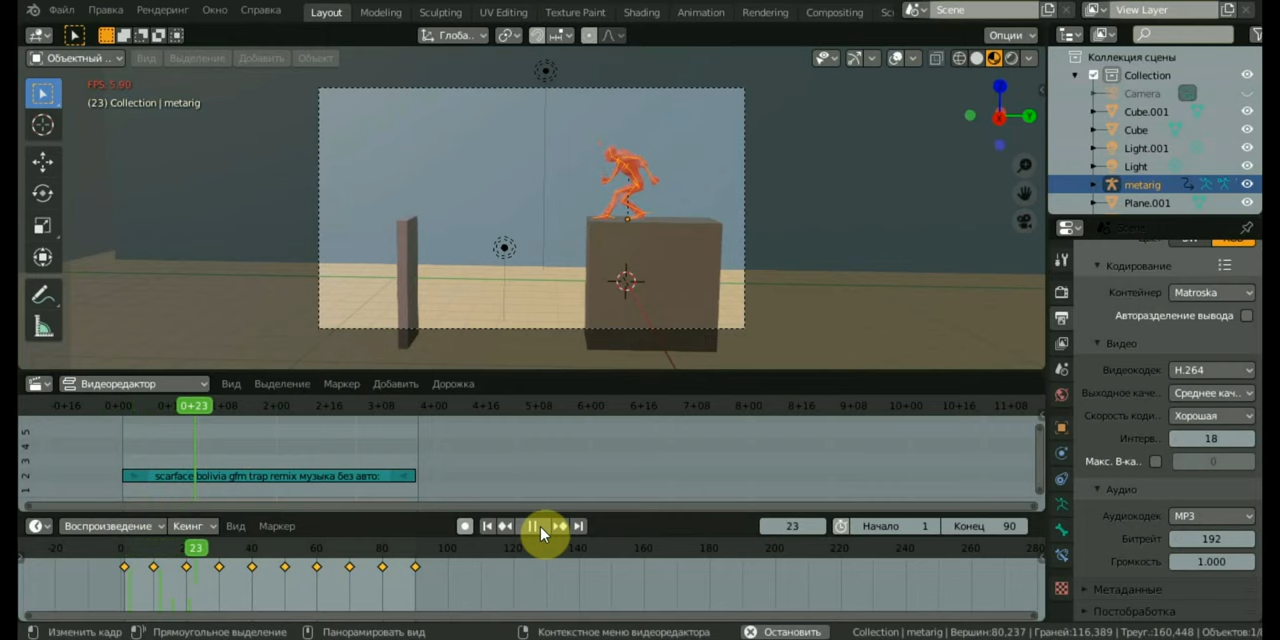 Файл Правка Рендеринг Окно Справка Layout Modeling Sculpting UV Editing Texture Paint Shading Animation Rendering Compositing Sc Scene View Layer
Глоба.. Опции
Объектный .. Вид Выделение Добавить Объект
FPS: 5.90
(23) Collection | metarig
Коллекция сцены
Collection
Camera
Cube.001
Cube
Light.001
Light
metarig
Plane.001
Scene
Кодирование
Контейнер Matroska
Авторазделение вывода
Видео
Видеокодек H.264
Выходное каче.. Среднее кач..
Скорость коди.. Хорошая
Интерв.. 18
Макс. В-ка.. 0
Аудио
Аудиокодек MP3
Битрейт 192
Громкость 1.000
Метаданные
Постобработка
Видеоредактор Вид Выделение Маркер Добавить Дорожка
-0+16 0+00 0+23 +08 2+00 2+16 3+08 4+00 4+16 5+08 6+00 6+16 7+08 8+00 8+16 9+08 10+00 10+16 11+08
5
4
3
2
1
scarface bolivia gfm trap remix музыка без авто:
Воспроизведение Кеинг Вид Маркер 23 Начало 1 Конец 90
-20 0 23 40 60 80 100 120 140 160 180 200 220 240 260 280
Изменить кадр Прямоугольное выделение Панорамировать вид Контекстное меню видеоредактора Остановить Collection | metarig | Вершин:80,237 | Граней:116,389 | Треуг.:160,448 | Объектов:1/